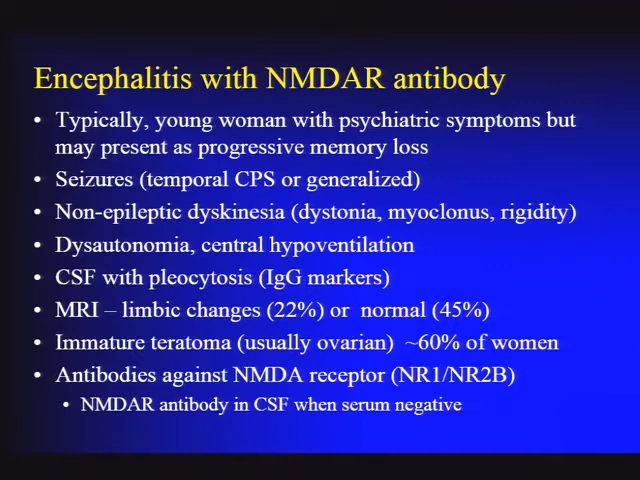 Encephalitis with NMDAR antibody
• Typically, young woman with psychiatric symptoms but
may present as progressive memory loss
• Seizures (temporal CPS or generalized)
• Non-epileptic dyskinesia (dystonia, myoclonus, rigidity)
• Dysautonomia, central hypoventilation
• CSF with pleocytosis (IgG markers)
• MRI – limbic changes (22%) or normal (45%)
• Immature teratoma (usually ovarian) ~60% of women
• Antibodies against NMDA receptor (NR1/NR2B)
• NMDAR antibody in CSF when serum negative